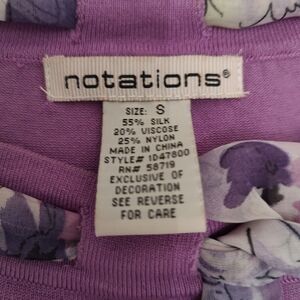 notations®
SIZE: S
55% SILK
20% VISCOSE
25% NYLON
MADE IN CHINA
STYLE# 1D47800
RN# 58719
EXCLUSIVE OF
DECORATION
SEE REVERSE
FOR CARE